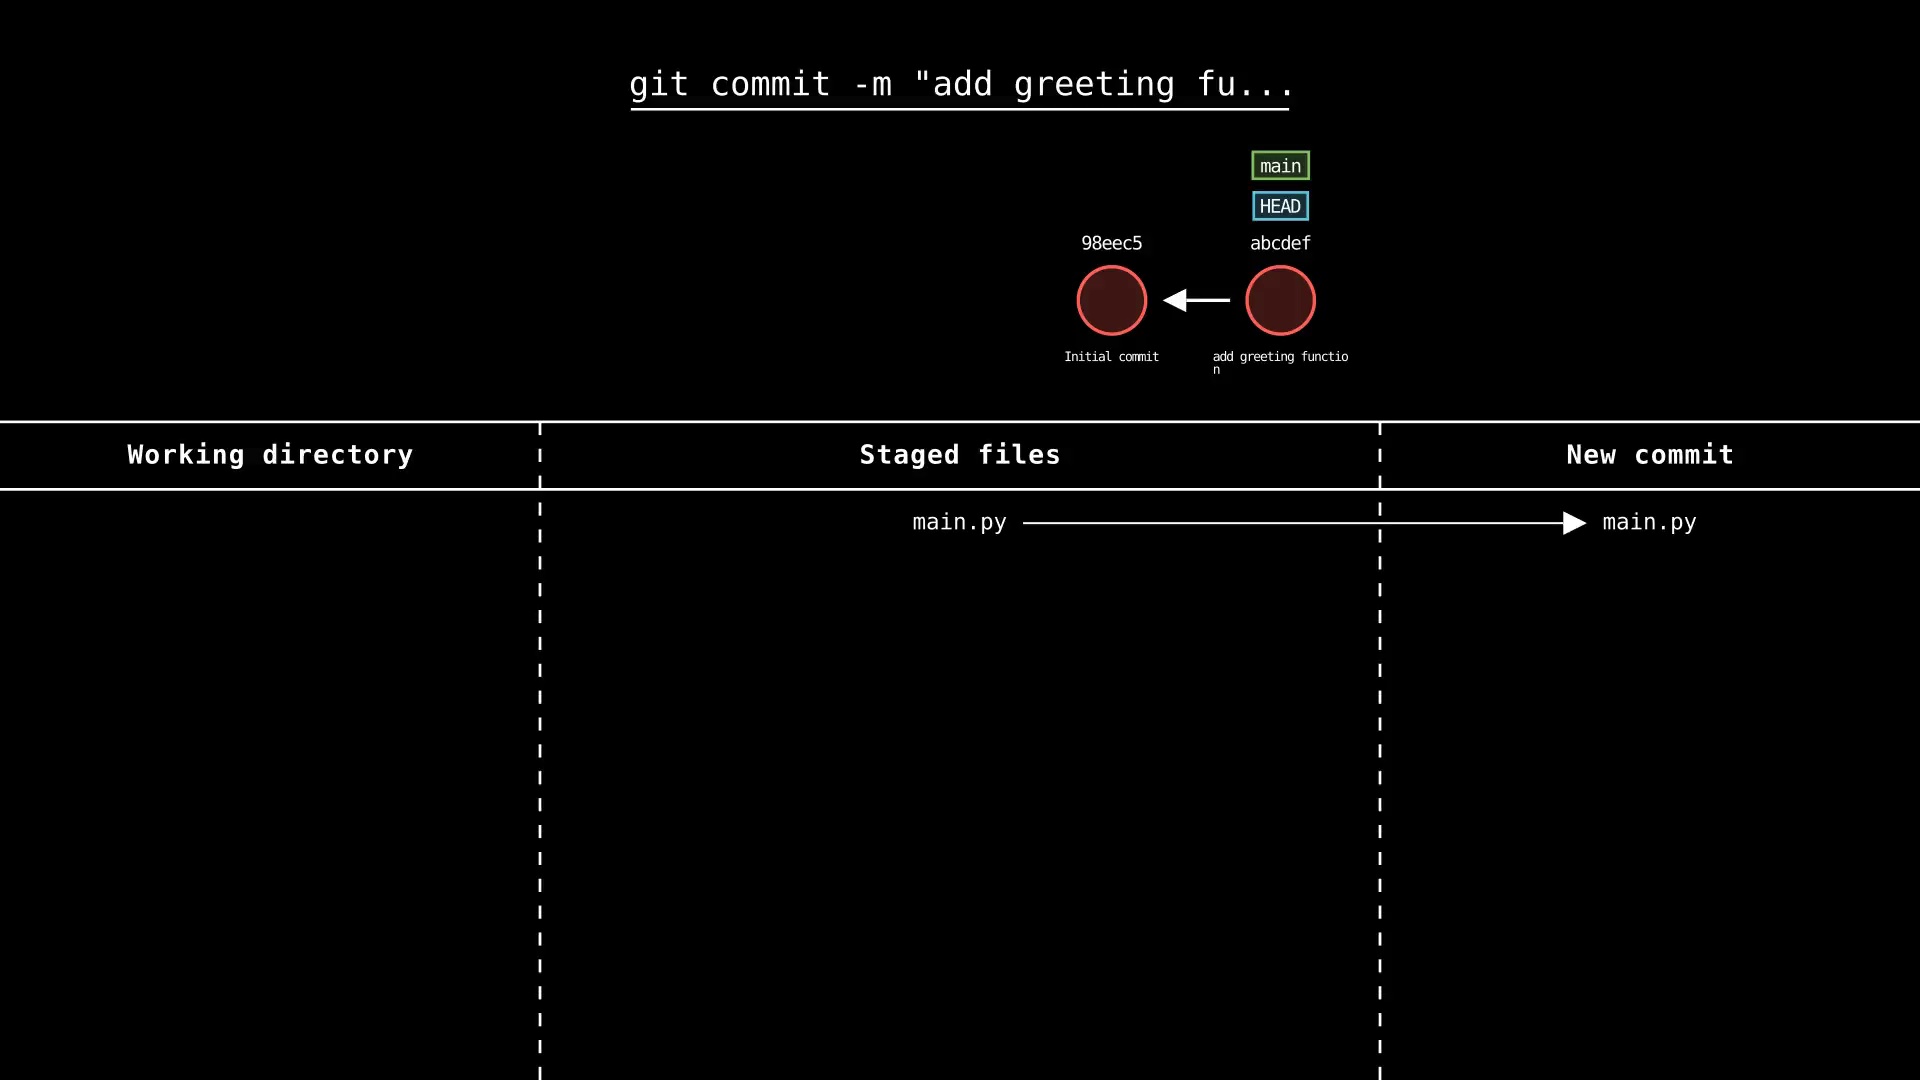 git commit -m "add greeting fu...
main
HEAD
98eec5
abcdef
Initial commit
add greeting functio
n
Working directory
Staged files
New commit
main.py
main.py